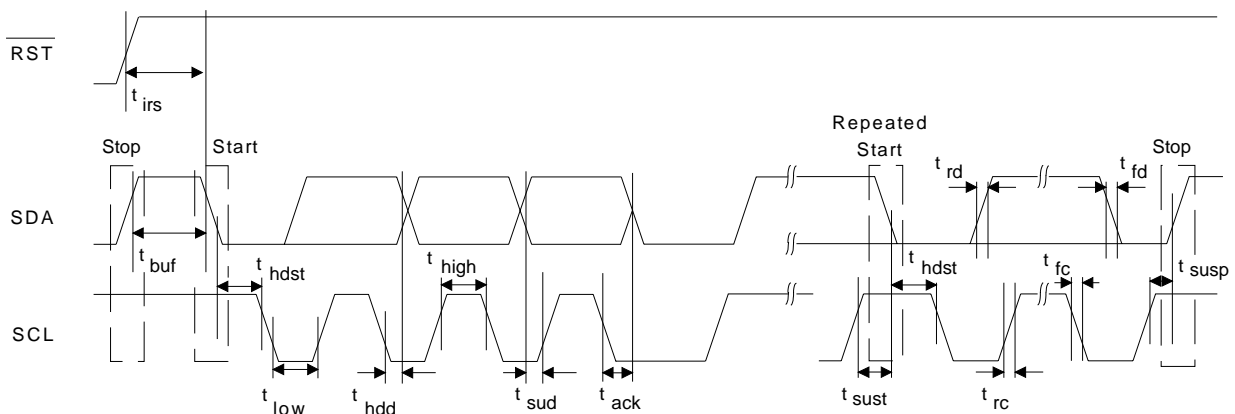 RST
t irs
Repeated
Stop Start Start Stop
t rd t fd
SDA
t buf t hdst t high t hdst t fc t susp
SCL
t low t hdd t sud t ack t sust t rc